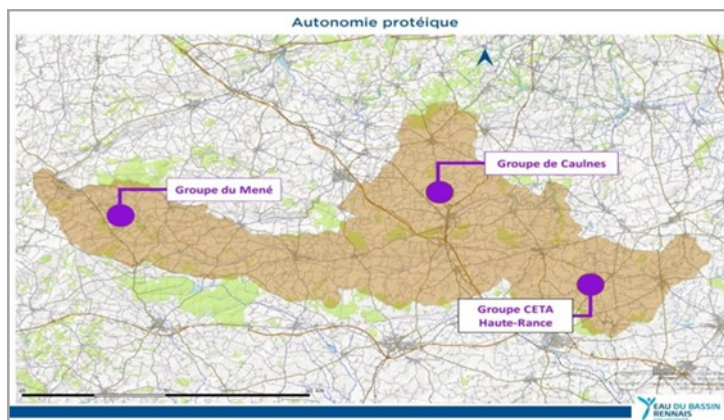 Autonomie protéique
Groupe de Caulnes
Groupe du Mené
Groupe CETA
Haute-Rance
EAU DU BASSIN
RENNAIS